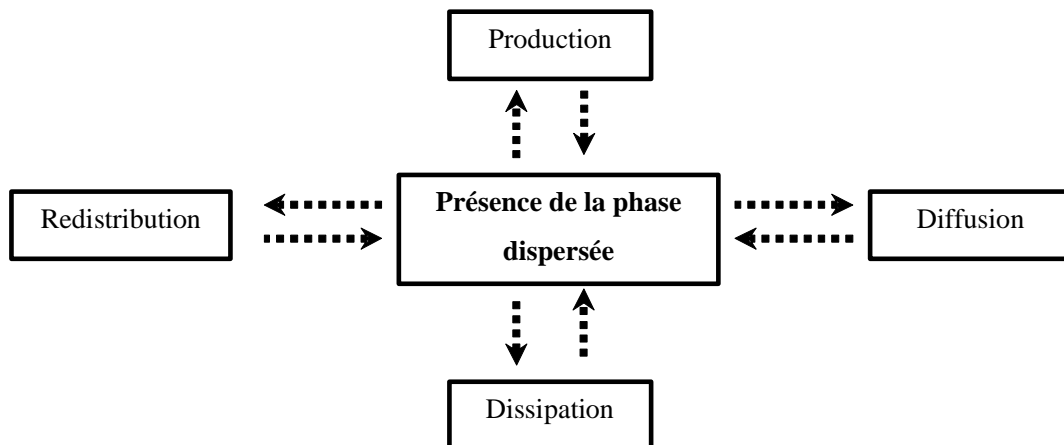 Production
Redistribution
Présence de la phase
dispersée
Diffusion
Dissipation